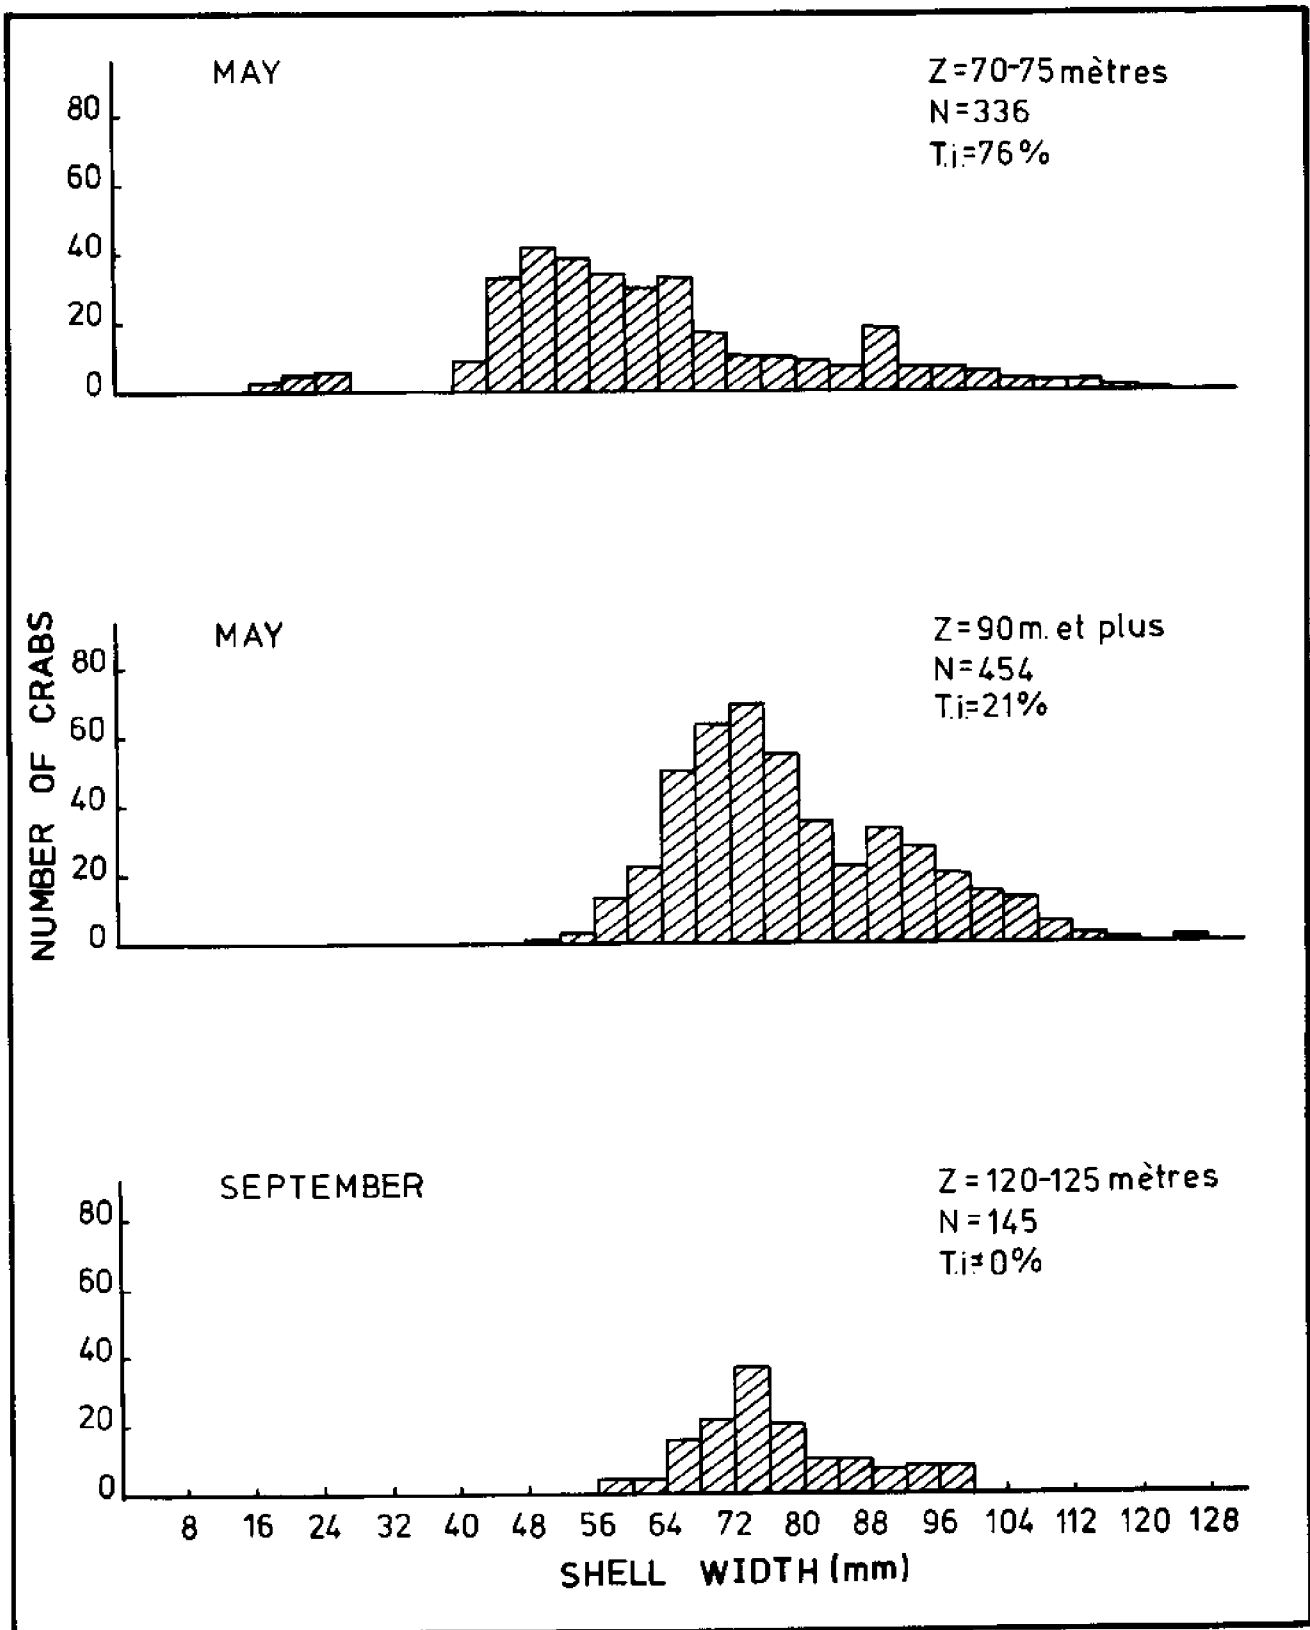 MAY
Z=70-75 mètres
N=336
T.i.=76%
80
60
40
20
0
NUMBER OF CRABS
MAY
Z=90m. et plus
N=454
T.i.=21%
80
60
40
20
0
SEPTEMBER
Z=120-125 mètres
N=145
T.i.=0%
80
60
40
20
0
8 16 24 32 40 48 56 64 72 80 88 96 104 112 120 128
SHELL WIDTH (mm)